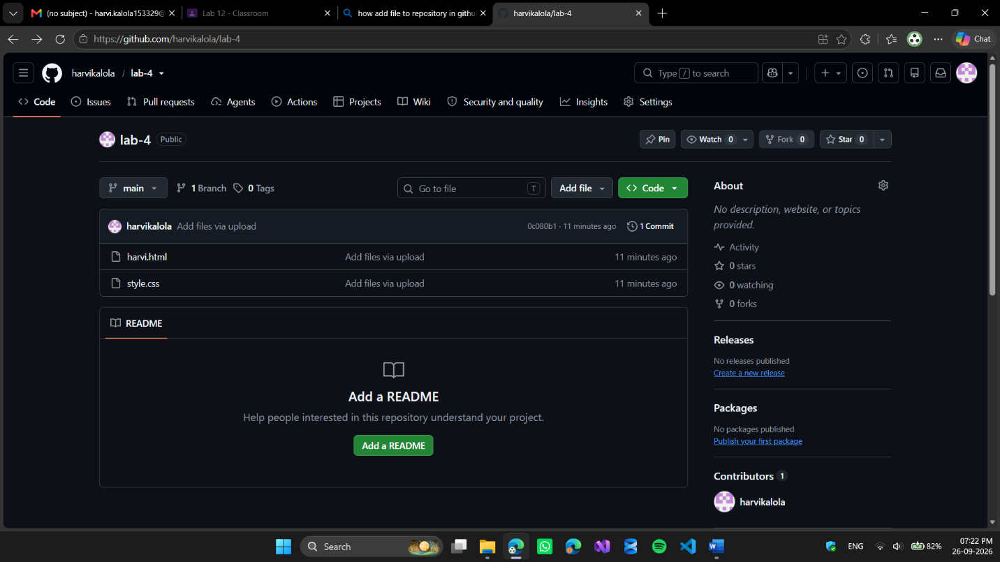 (no subject) - harvi.kalola153329@
Lab 12 - Classroom
how add file to repository in githu
harvikalola/lab-4
https://github.com/harvikalola/lab-4
Chat
harvikalola / lab-4
Type / to search
Code
Issues
Pull requests
Agents
Actions
Projects
Wiki
Security and quality
Insights
Settings
lab-4 Public
Pin
Watch 0
Fork 0
Star 0
main
1 Branch
0 Tags
Go to file T
Add file
Code
harvikalola Add files via upload
0c080b1 · 11 minutes ago
1 Commit
harvi.html Add files via upload 11 minutes ago
style.css Add files via upload 11 minutes ago
README
Add a README
Help people interested in this repository understand your project.
Add a README
About
No description, website, or topics
provided.
Activity
0 stars
0 watching
0 forks
Releases
No releases published
Create a new release
Packages
No packages published
Publish your first package
Contributors 1
harvikalola
Search
ENG
82%
07:22 PM
26-09-2026